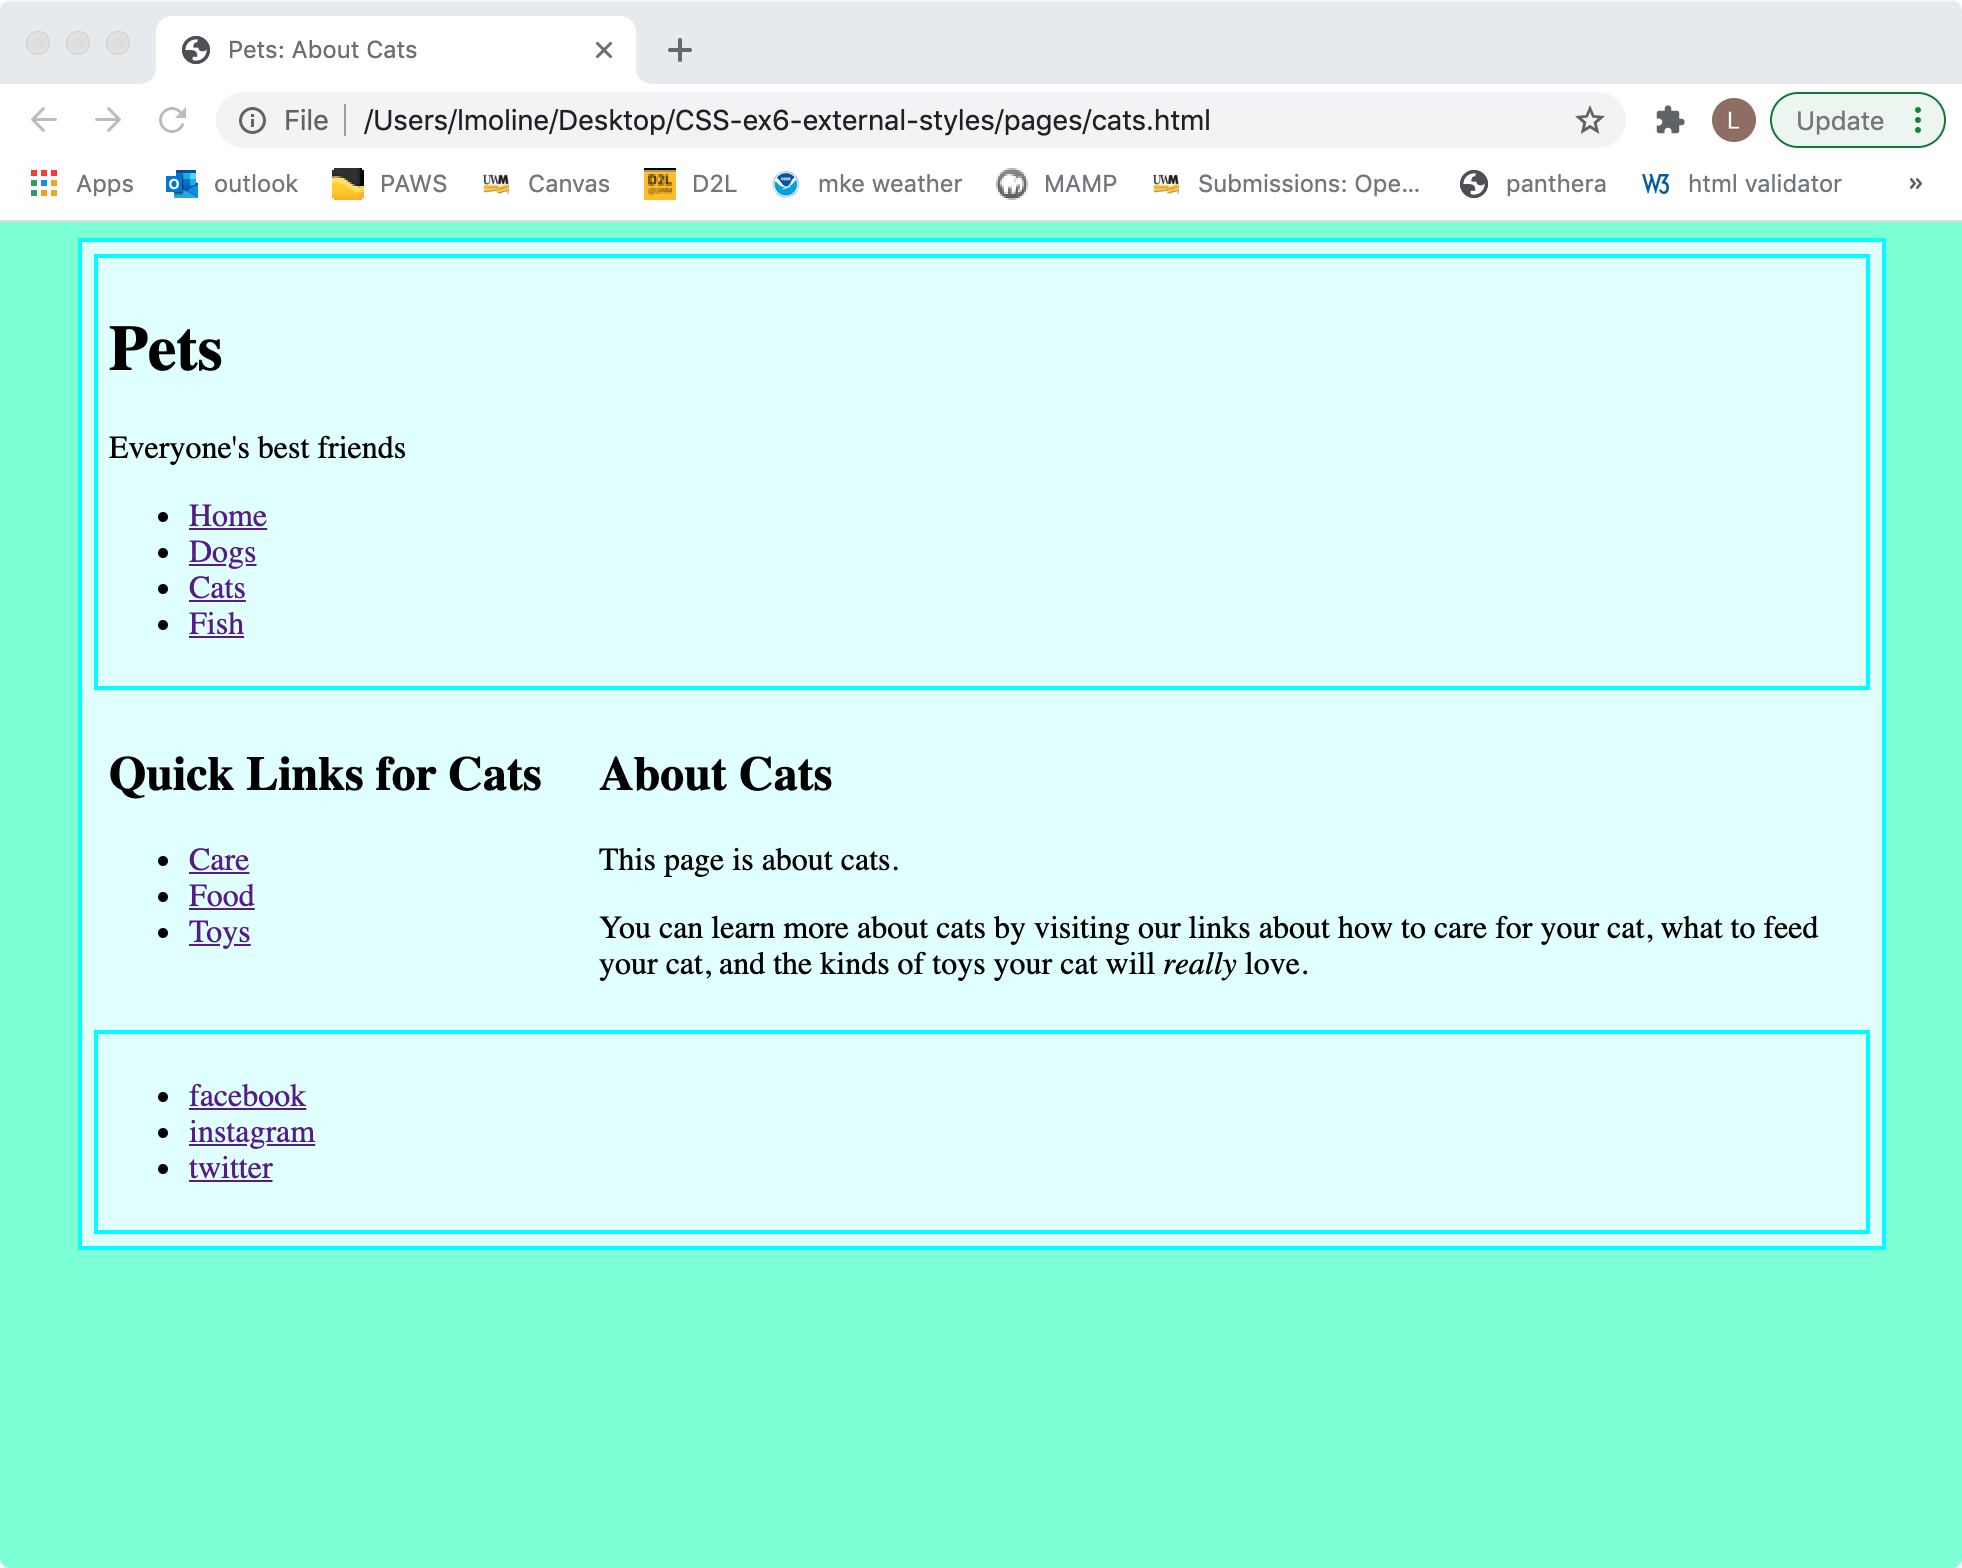 Pets: About Cats
File /Users/lmoline/Desktop/CSS-ex6-external-styles/pages/cats.html L Update
Apps outlook PAWS UWM Canvas D2L D2L mke weather MAMP UWM Submissions: Ope... panthera W3 html validator »
Pets
Everyone's best friends
• Home
• Dogs
• Cats
• Fish
Quick Links for Cats
• Care
• Food
• Toys
About Cats
This page is about cats.
You can learn more about cats by visiting our links about how to care for your cat, what to feed
your cat, and the kinds of toys your cat will really love.
• facebook
• instagram
• twitter